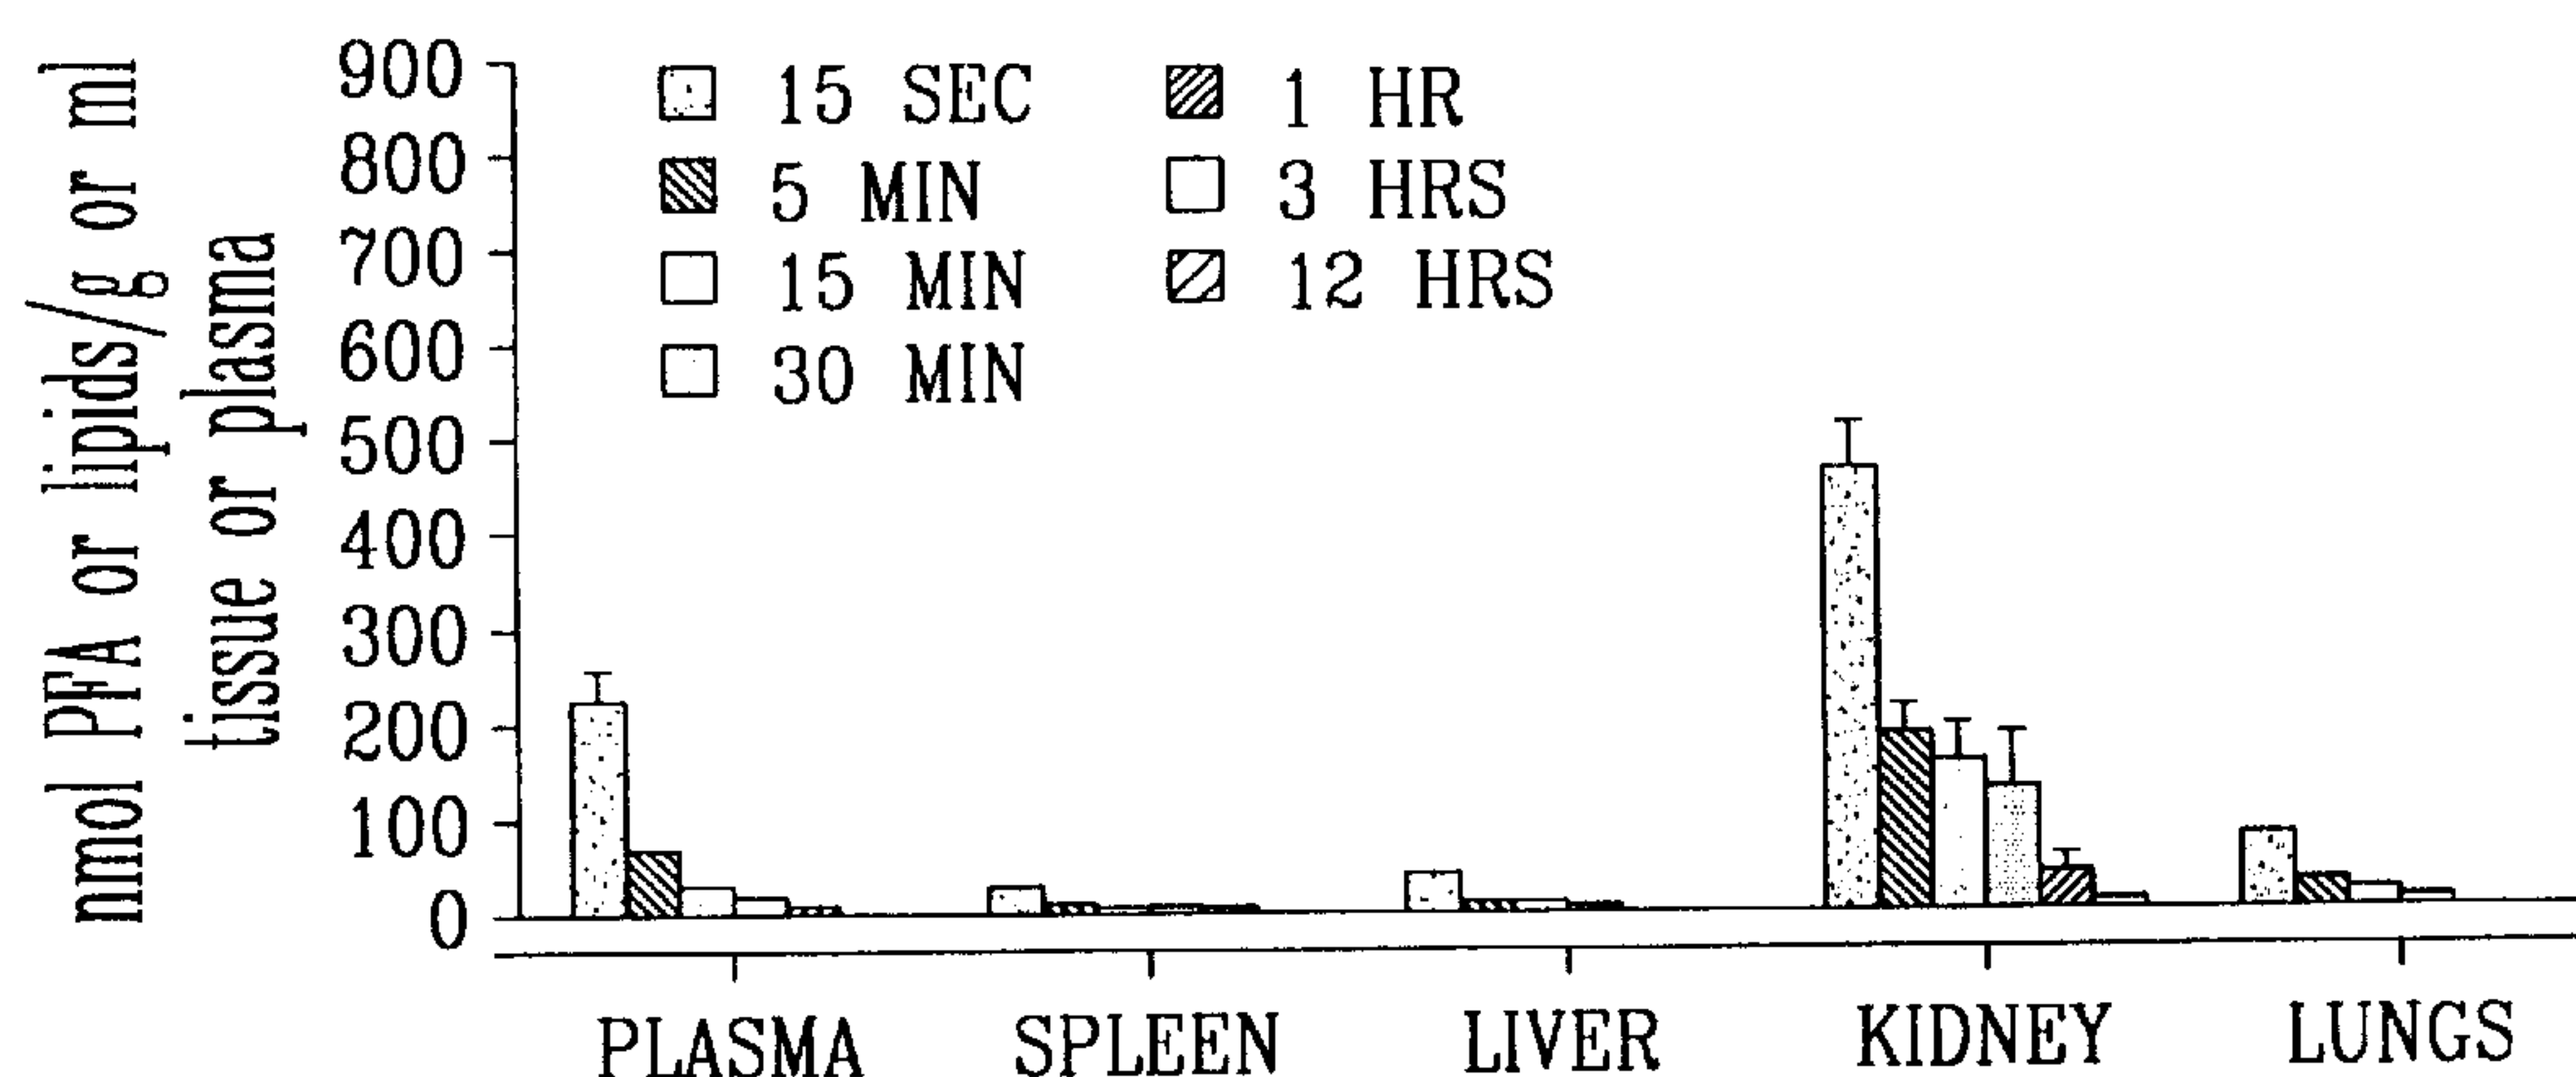 nmol PFA or lipids/g or ml
tissue or plasma
900
800
700
600
500
400
300
200
100
0
15 SEC
5 MIN
15 MIN
30 MIN
1 HR
3 HRS
12 HRS
PLASMA
SPLEEN
LIVER
KIDNEY
LUNGS